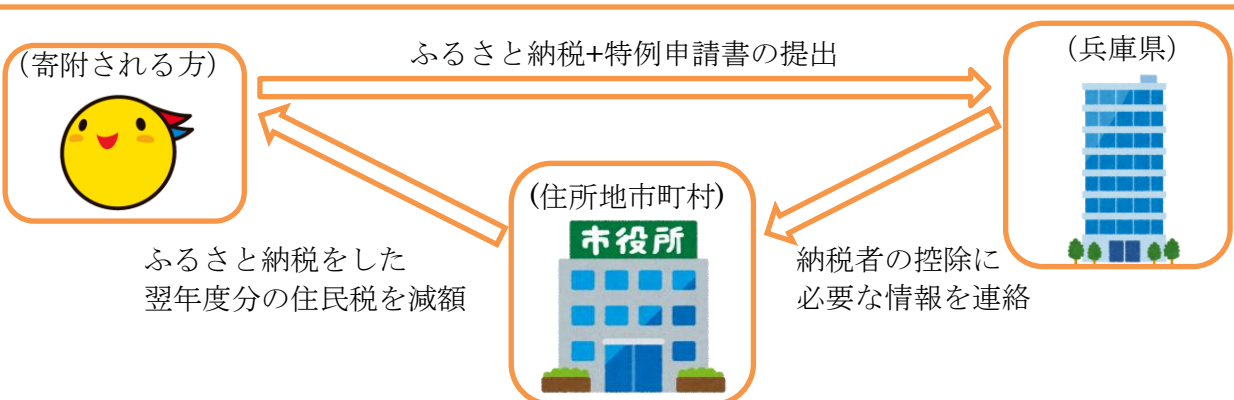 (寄附される方)
ふるさと納税+特例申請書の提出
(兵庫県)
(住所地市町村)
市役所
ふるさと納税をした
翌年度分の住民税を減額
納税者の控除に
必要な情報を連絡